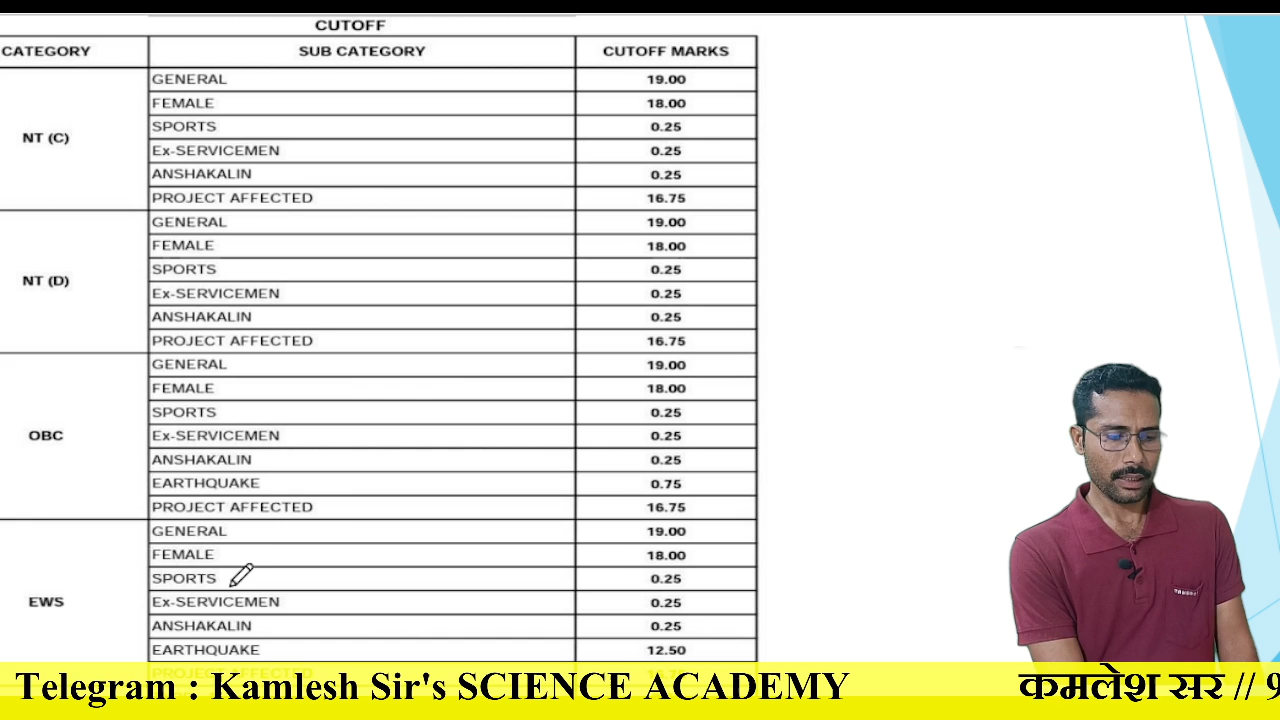 CUTOFF
CATEGORY SUB CATEGORY CUTOFF MARKS
NT (C)
GENERAL 19.00
FEMALE 18.00
SPORTS 0.25
Ex-SERVICEMEN 0.25
ANSHAKALIN 0.25
PROJECT AFFECTED 16.75
NT (D)
GENERAL 19.00
FEMALE 18.00
SPORTS 0.25
Ex-SERVICEMEN 0.25
ANSHAKALIN 0.25
PROJECT AFFECTED 16.75
OBC
GENERAL 19.00
FEMALE 18.00
SPORTS 0.25
Ex-SERVICEMEN 0.25
ANSHAKALIN 0.25
EARTHQUAKE 0.75
PROJECT AFFECTED 16.75
EWS
GENERAL 19.00
FEMALE 18.00
SPORTS 0.25
Ex-SERVICEMEN 0.25
ANSHAKALIN 0.25
EARTHQUAKE 12.50
PROJECT AFFECTED
Telegram : Kamlesh Sir's SCIENCE ACADEMY कमलेश सर // 9